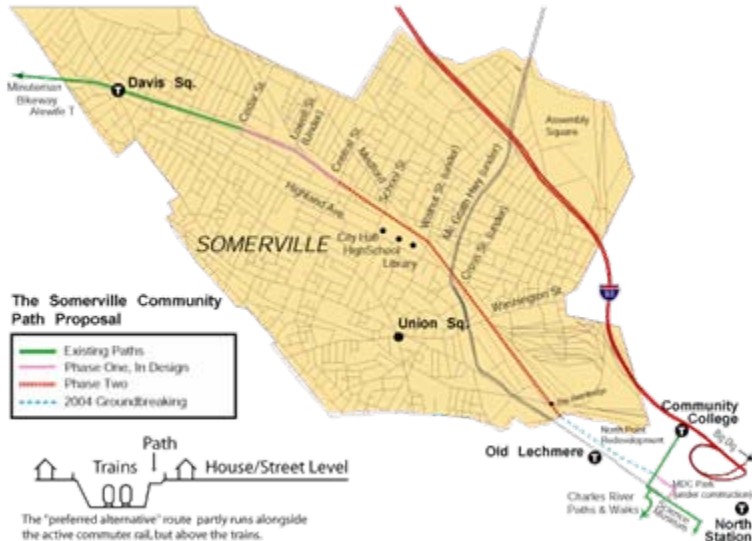 Davis Sq.
Minuteman
Bikeway
Alewife T
Cedar St.
Lowell St.
(Under)
Central St.
Medford
School St.
Walnut St. (under)
Mc Grath Hwy (under)
Cross St. (under)
Assembly
Square
Highland Ave.
SOMERVILLE
City Hall
HighSchool
Library
Washington St.
Union Sq.
93
The Somerville Community
Path Proposal
Existing Paths
Phase One, In Design
Phase Two
2004 Groundbreaking
Community
College
North Point
Redevelopment
Big Dig
Old Lechmere
T
MDC Park
(under construction)
Charles River
Paths & Walks
Science
Museum
North
Station
Path
Trains
House/Street Level
The "preferred alternative" route partly runs alongside
the active commuter rail, but above the trains.